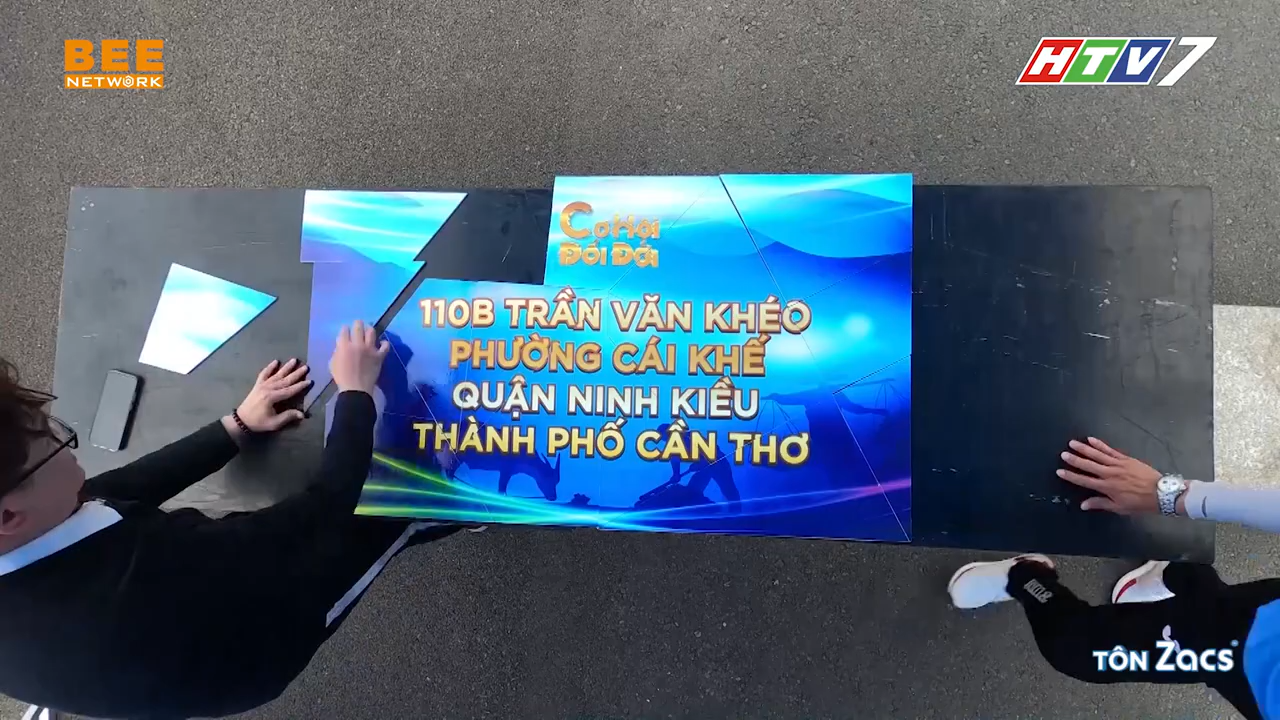 BEE
NETWORK
HTV7
Cơ Hội
Đổi Đời
110B TRẦN VĂN KHÉO
PHƯỜNG CÁI KHẾ
QUẬN NINH KIỀU
THÀNH PHỐ CẦN THƠ
TÔN Zacs